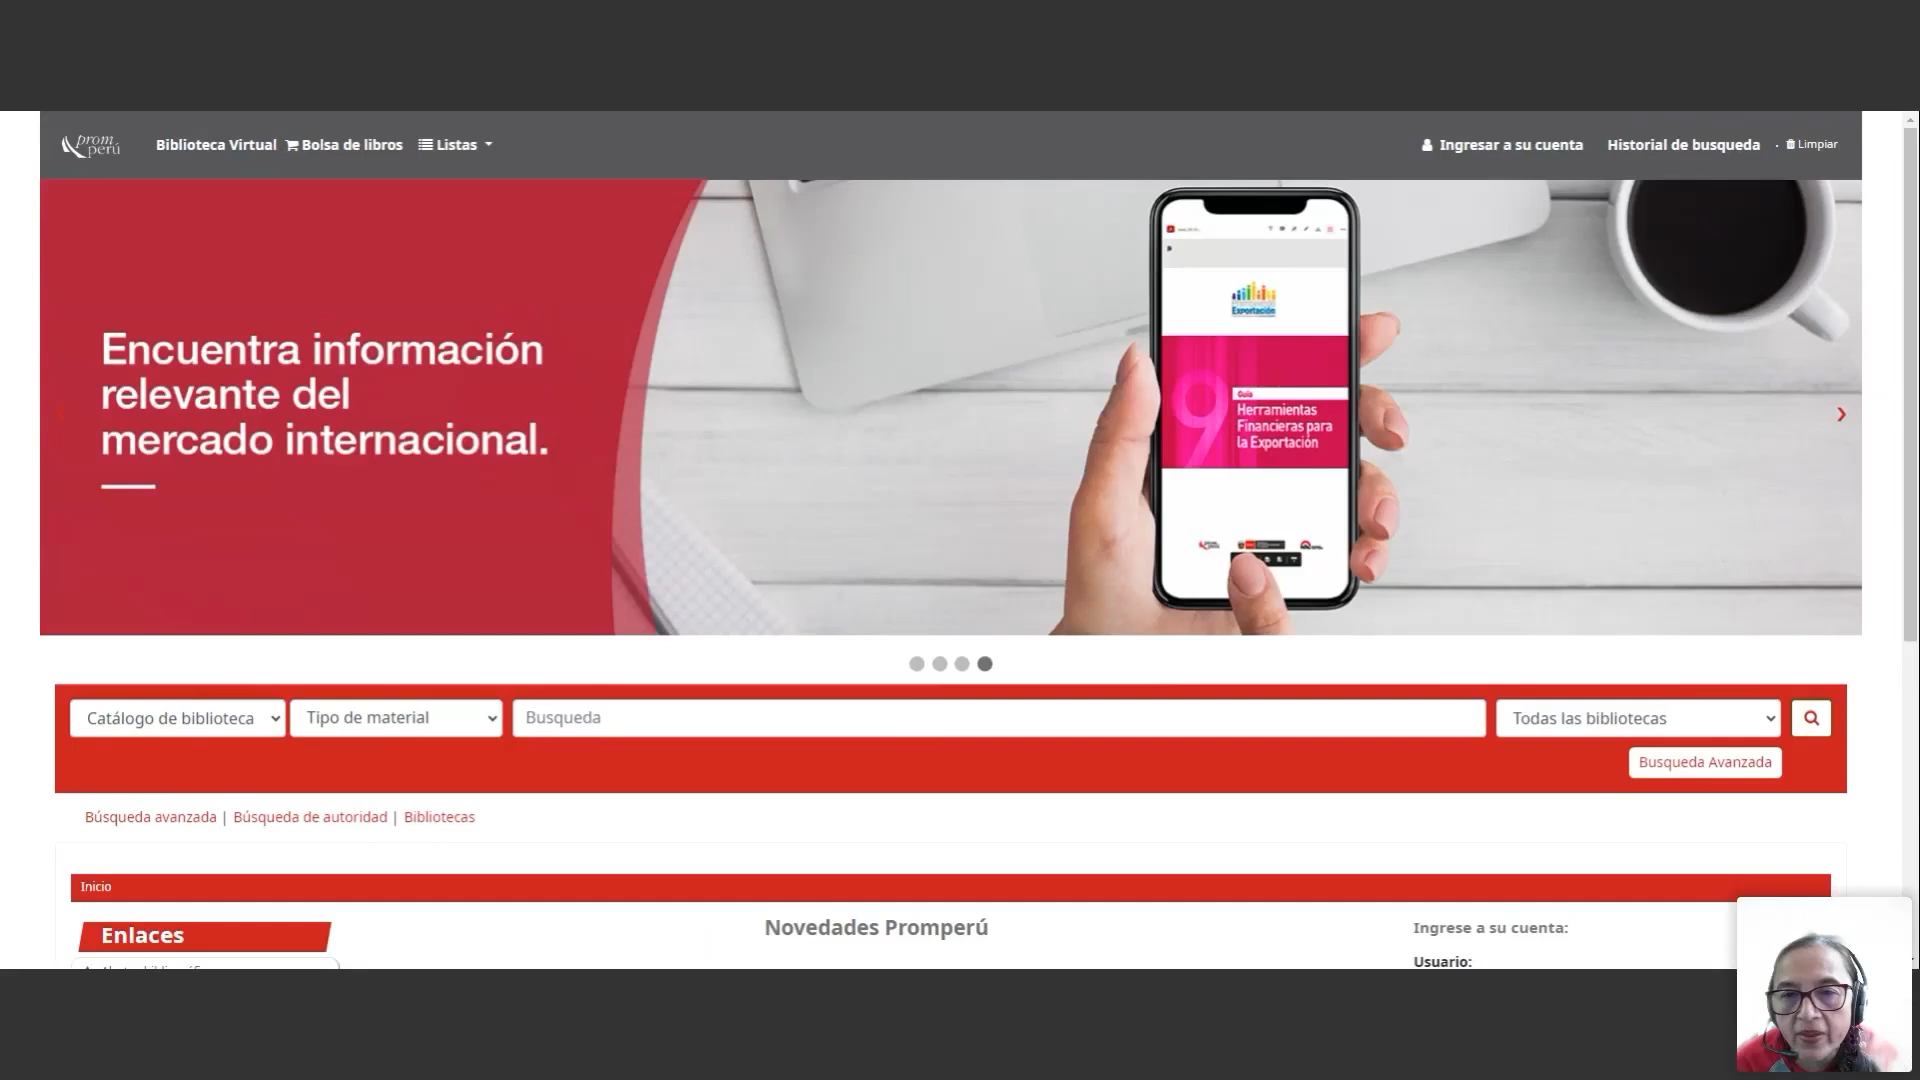 prom
perú
Biblioteca Virtual
Bolsa de libros
Listas
Ingresar a su cuenta
Historial de busqueda
Limpiar
Encuentra información
relevante del
mercado internacional.
Exportación
9
Guía
Herramientas
Financieras para
la Exportación
Catálogo de biblioteca
Tipo de material
Busqueda
Todas las bibliotecas
Busqueda Avanzada
Búsqueda avanzada | Búsqueda de autoridad | Bibliotecas
Inicio
Enlaces
Novedades Promperú
Ingrese a su cuenta:
Usuario: